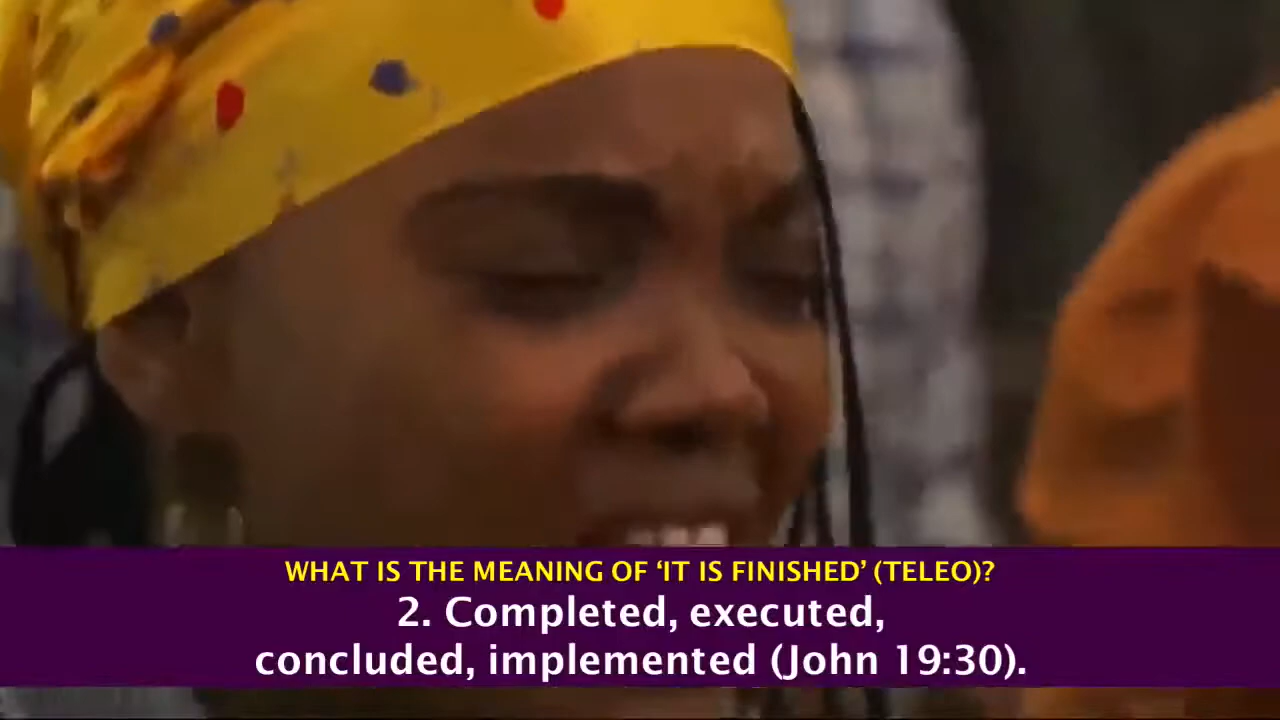 WHAT IS THE MEANING OF ‘IT IS FINISHED’ (TELEO)?
2. Completed, executed,
concluded, implemented (John 19:30).